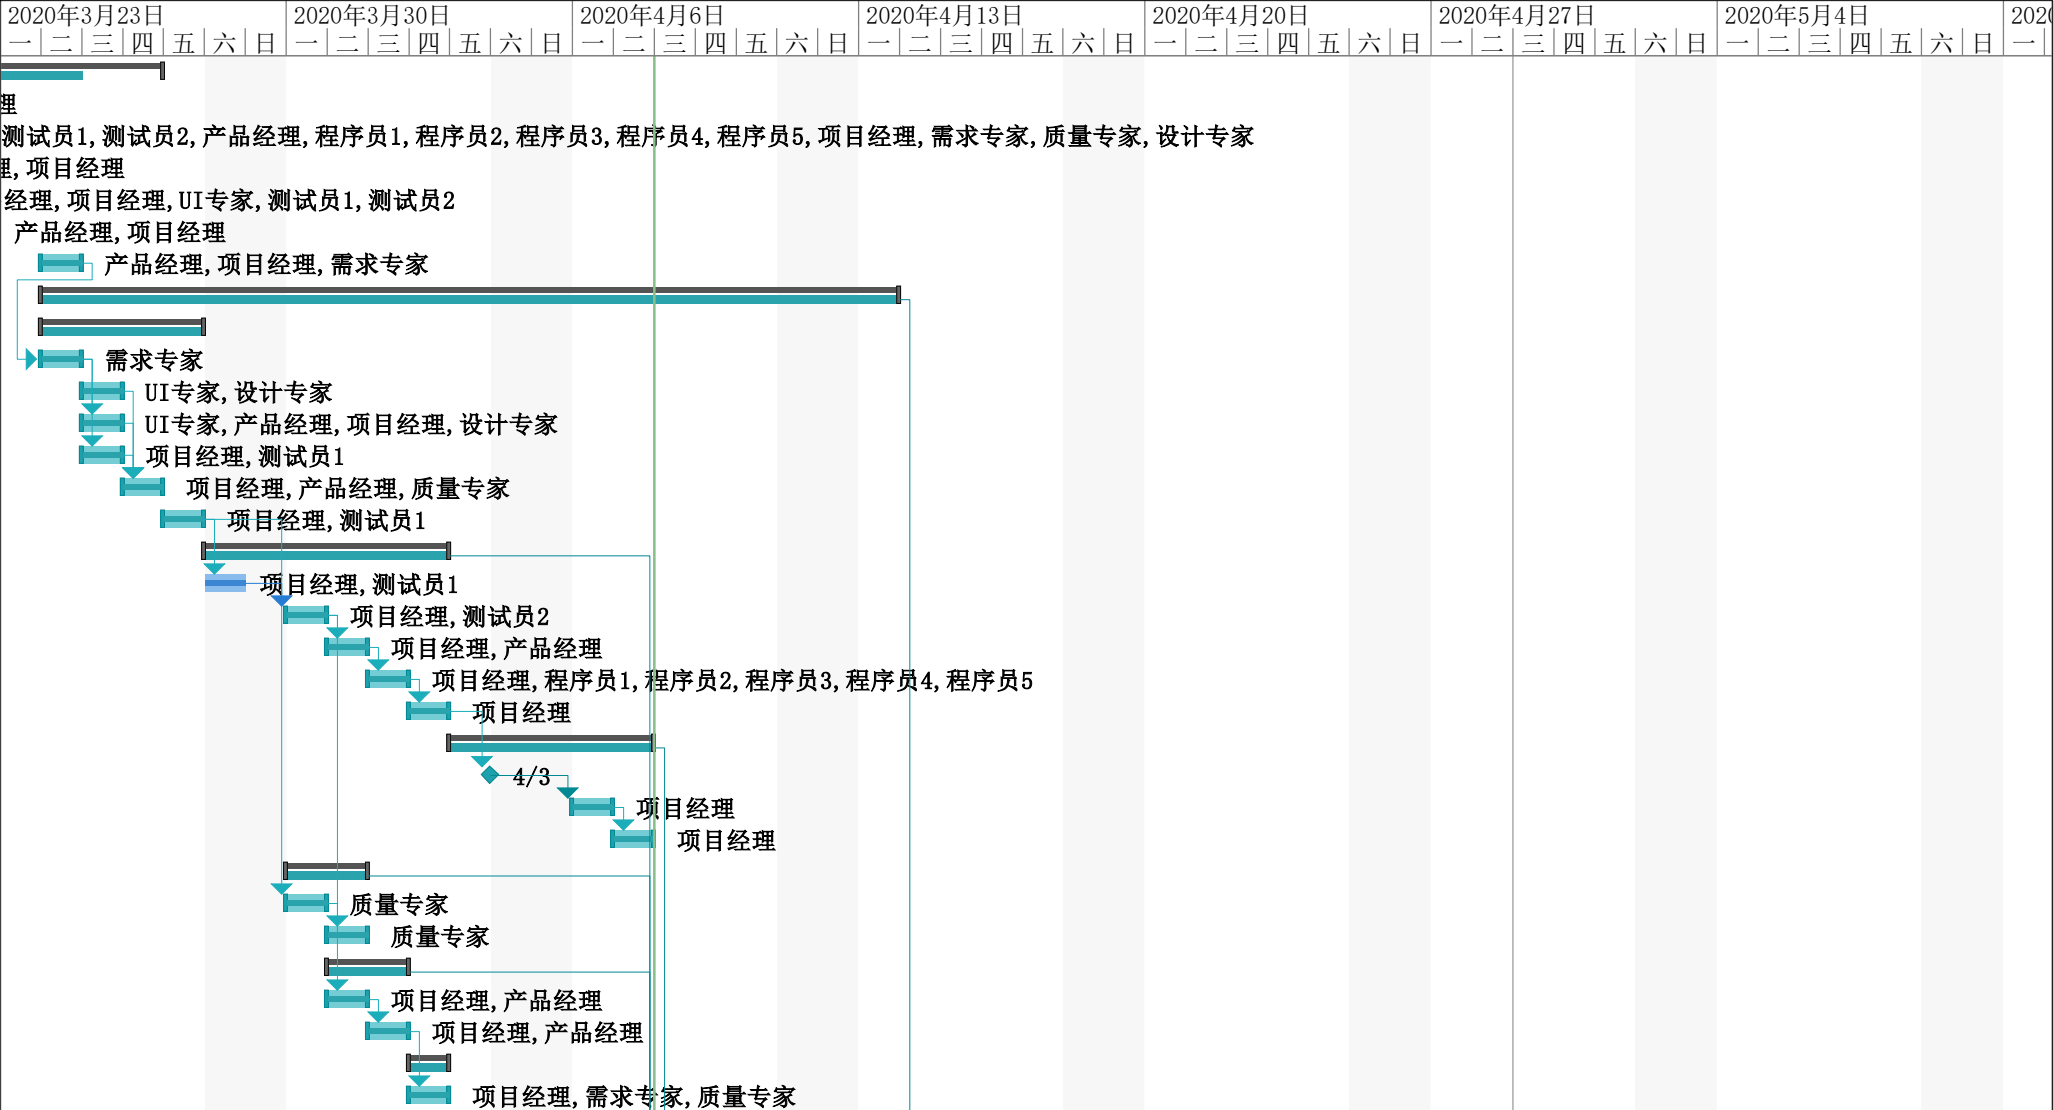 2020年3月23日 2020年3月30日 2020年4月6日 2020年4月13日 2020年4月20日 2020年4月27日 2020年5月4日 2020
一 二 三 四 五 六 日 一 二 三 四 五 六 日 一 二 三 四 五 六 日 一 二 三 四 五 六 日 一 二 三 四 五 六 日 一 二 三 四 五 六 日 一 二 三 四 五 六 日 一
理
测试员1,测试员2,产品经理,程序员1,程序员2,程序员3,程序员4,程序员5,项目经理,需求专家,质量专家,设计专家
理,项目经理
经理,项目经理,UI专家,测试员1,测试员2
产品经理,项目经理
产品经理,项目经理,需求专家
需求专家
UI专家,设计专家
UI专家,产品经理,项目经理,设计专家
项目经理,测试员1
项目经理,产品经理,质量专家
项目经理,测试员1
项目经理,测试员1
项目经理,测试员2
项目经理,产品经理
项目经理,程序员1,程序员2,程序员3,程序员4,程序员5
项目经理
4/3
项目经理
项目经理
质量专家
质量专家
项目经理,产品经理
项目经理,产品经理
项目经理,需求专家,质量专家